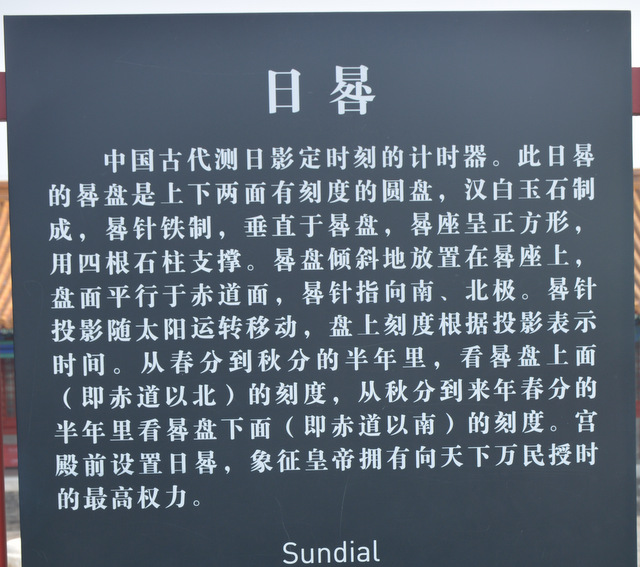 日晷
中国古代测日影定时刻的计时器。此日晷
的晷盘是上下两面有刻度的圆盘，汉白玉石制
成，晷针铁制，垂直于晷盘，晷座呈正方形，
用四根石柱支撑。晷盘倾斜地放置在晷座上，
盘面平行于赤道面，晷针指向南、北极。晷针
投影随太阳运转移动，盘上刻度根据投影表示
时间。从春分到秋分的半年里，看晷盘上面
（即赤道以北）的刻度，从秋分到来年春分的
半年里看晷盘下面（即赤道以南）的刻度。宫
殿前设置日晷，象征皇帝拥有向天下万民授时
的最高权力。
Sundial